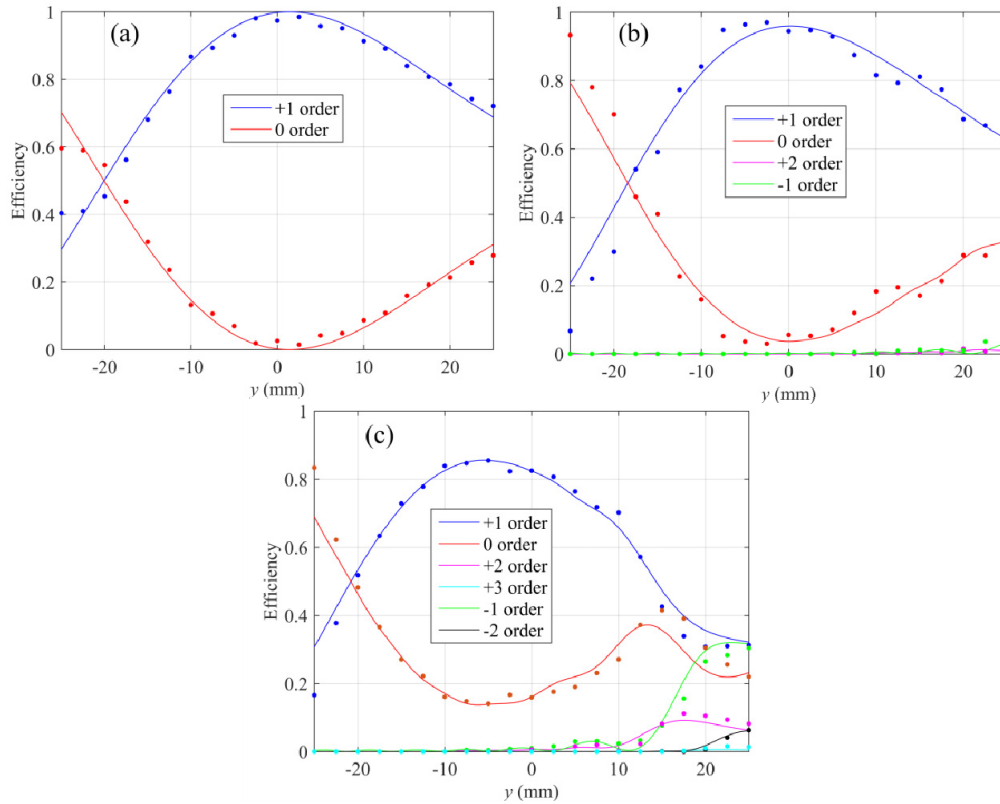 (a)
1
0.8
0.6
0.4
0.2
0
Efficiency
+1 order
0 order
-20
-10
0
10
20
y (mm)
(b)
1
0.8
0.6
0.4
0.2
0
Efficiency
+1 order
0 order
+2 order
-1 order
-20
-10
0
10
20
y (mm)
(c)
1
0.8
0.6
0.4
0.2
0
Efficiency
+1 order
0 order
+2 order
+3 order
-1 order
-2 order
-20
-10
0
10
20
y (mm)